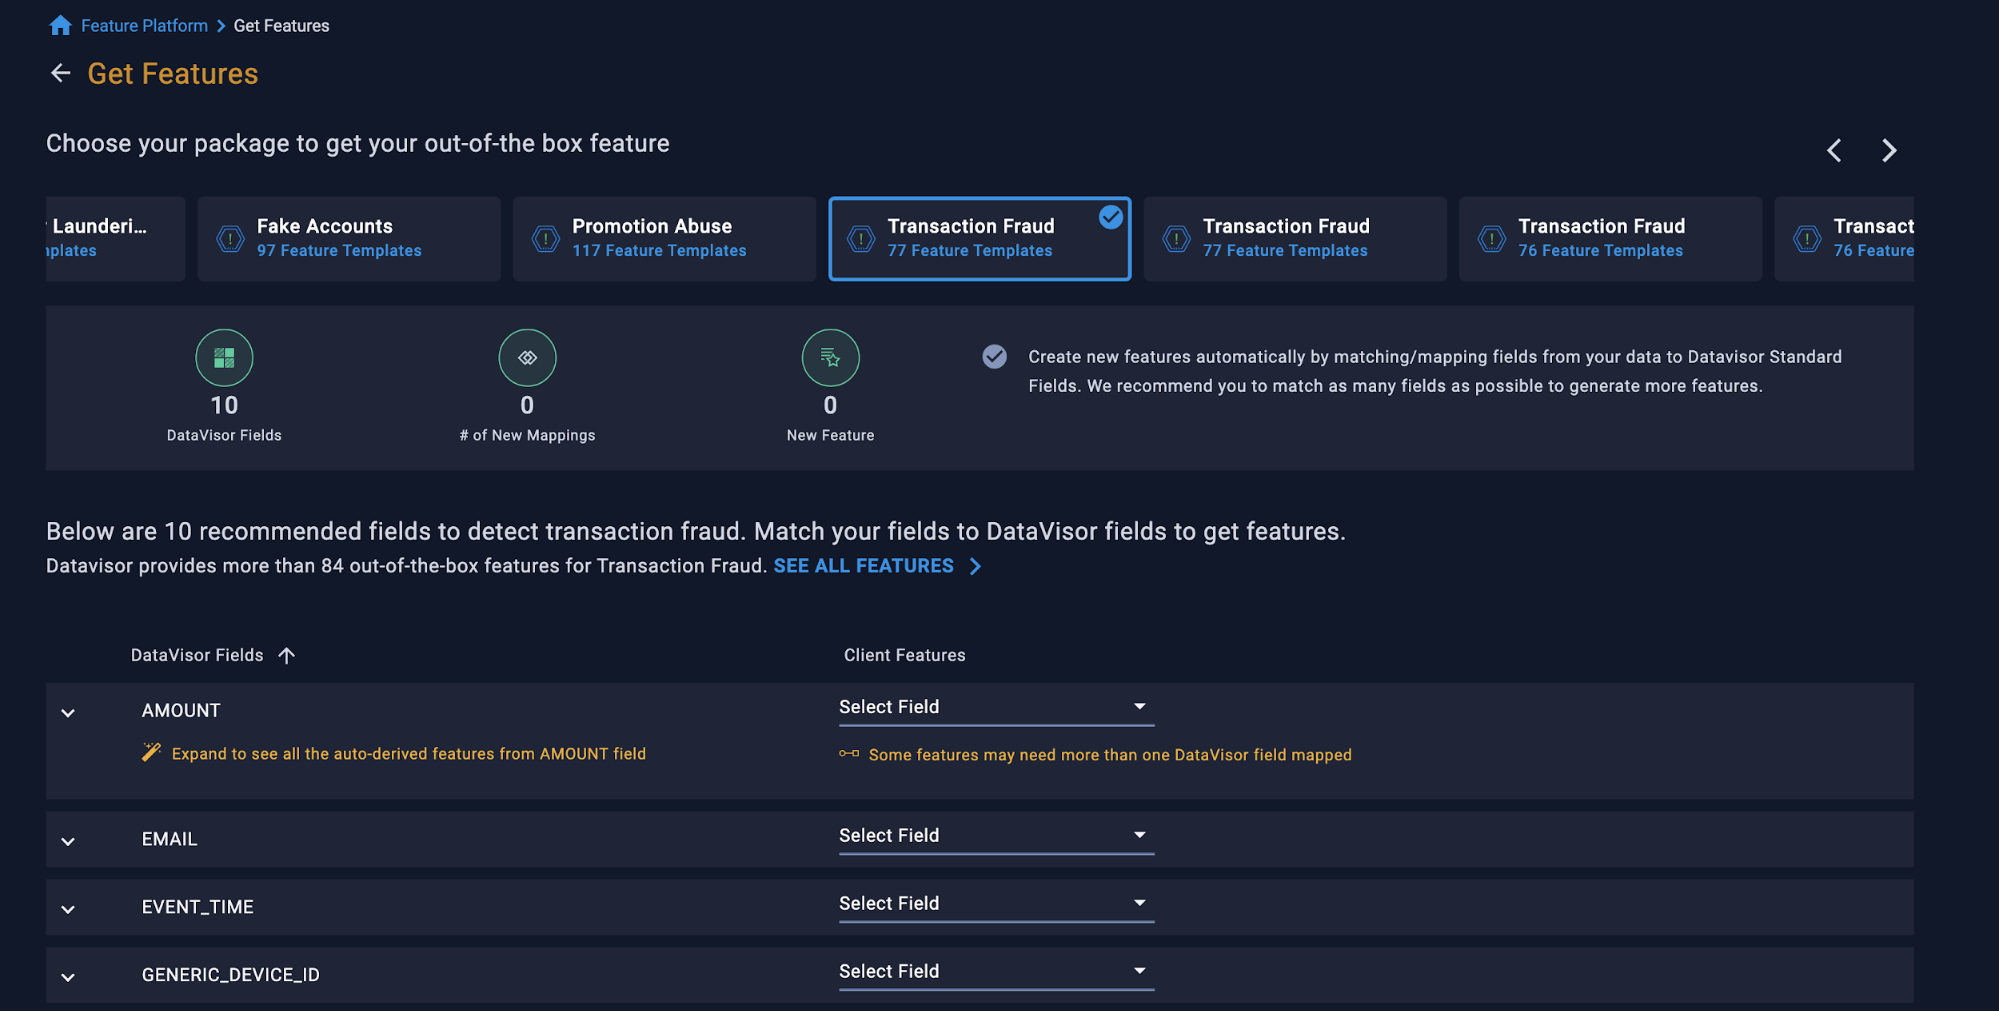 Feature Platform > Get Features
Get Features
Choose your package to get your out-of-the box feature
Launderi...
Fake Accounts
Promotion Abuse
Transaction Fraud
Transaction Fraud
Transaction Fraud
Transact
nplates
97 Feature Templates
117 Feature Templates
77 Feature Templates
77 Feature Templates
76 Feature Templates
76 Feature
10
0
0
DataVisor Fields
# of New Mappings
New Feature
Create new features automatically by matching/mapping fields from your data to Datavisor Standard
Fields. We recommend you to match as many fields as possible to generate more features.
Below are 10 recommended fields to detect transaction fraud. Match your fields to DataVisor fields to get features.
Datavisor provides more than 84 out-of-the-box features for Transaction Fraud. SEE ALL FEATURES
DataVisor Fields
Client Features
AMOUNT
Select Field
Expand to see all the auto-derived features from AMOUNT field
Some features may need more than one DataVisor field mapped
EMAIL
Select Field
EVENT_TIME
Select Field
GENERIC_DEVICE_ID
Select Field